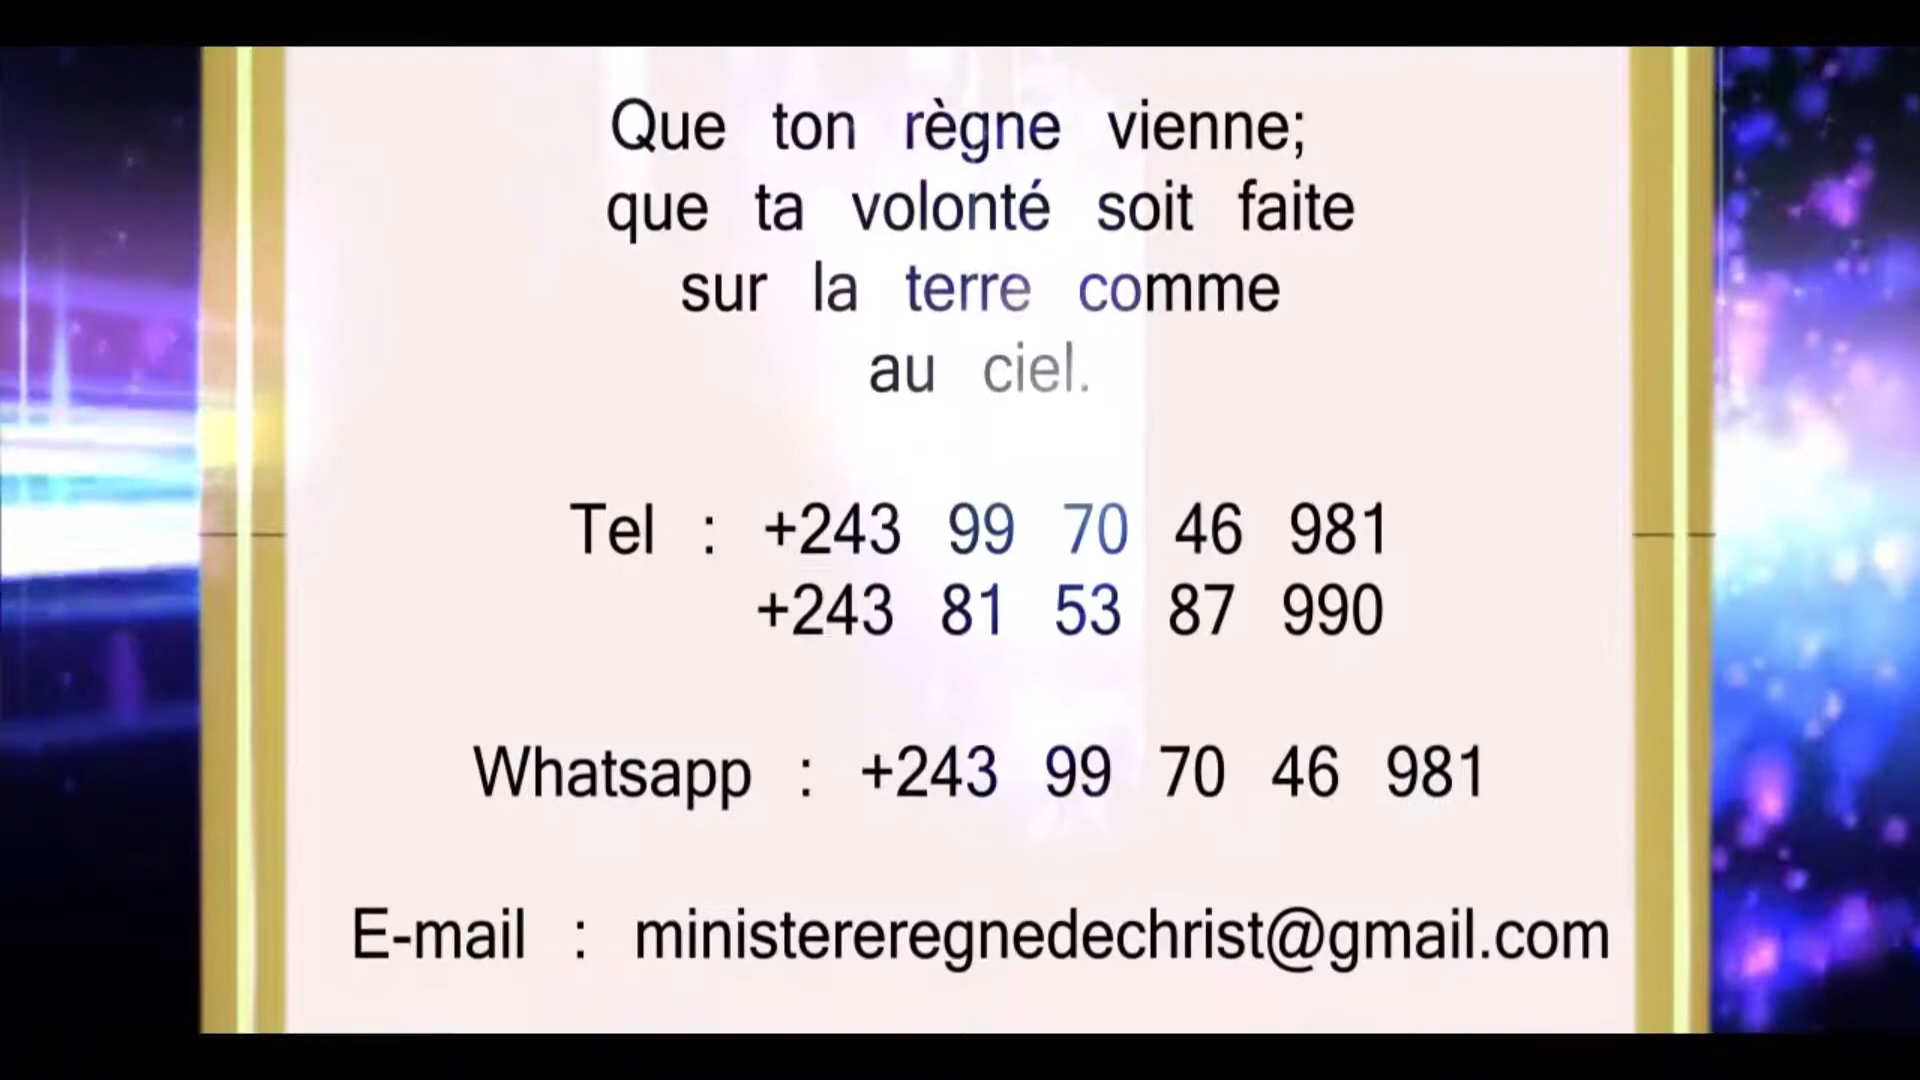 Que ton règne vienne;
que ta volonté soit faite
sur la terre comme
au ciel.
Tel : +243 99 70 46 981
+243 81 53 87 990
Whatsapp : +243 99 70 46 981
E-mail : ministereregnedechrist@gmail.com